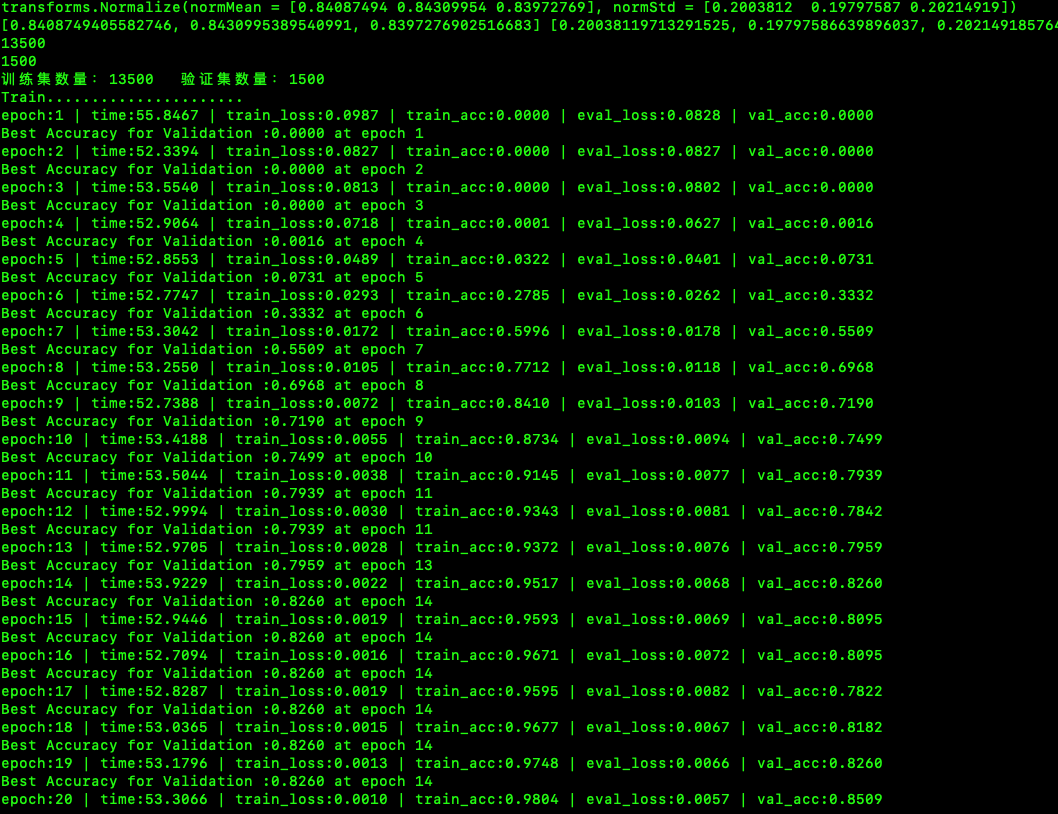 transforms.Normalize(normMean = [0.84087494 0.84309954 0.83972769], normStd = [0.2003812  0.19797587 0.20214919])
[0.8408749405582746, 0.8430995389540991, 0.8397276902516683] [0.20038119713291525, 0.19797586639896037, 0.202149185764
13500
1500
训练集数量: 13500   验证集数量: 1500
Train......................
epoch:1 | time:55.8467 | train_loss:0.0987 | train_acc:0.0000 | eval_loss:0.0828 | val_acc:0.0000
Best Accuracy for Validation :0.0000 at epoch 1
epoch:2 | time:52.3394 | train_loss:0.0827 | train_acc:0.0000 | eval_loss:0.0827 | val_acc:0.0000
Best Accuracy for Validation :0.0000 at epoch 2
epoch:3 | time:53.5540 | train_loss:0.0813 | train_acc:0.0000 | eval_loss:0.0802 | val_acc:0.0000
Best Accuracy for Validation :0.0000 at epoch 3
epoch:4 | time:52.9064 | train_loss:0.0718 | train_acc:0.0001 | eval_loss:0.0627 | val_acc:0.0016
Best Accuracy for Validation :0.0016 at epoch 4
epoch:5 | time:52.8553 | train_loss:0.0489 | train_acc:0.0322 | eval_loss:0.0401 | val_acc:0.0731
Best Accuracy for Validation :0.0731 at epoch 5
epoch:6 | time:52.7747 | train_loss:0.0293 | train_acc:0.2785 | eval_loss:0.0262 | val_acc:0.3332
Best Accuracy for Validation :0.3332 at epoch 6
epoch:7 | time:53.3042 | train_loss:0.0172 | train_acc:0.5996 | eval_loss:0.0178 | val_acc:0.5509
Best Accuracy for Validation :0.5509 at epoch 7
epoch:8 | time:53.2550 | train_loss:0.0105 | train_acc:0.7712 | eval_loss:0.0118 | val_acc:0.6968
Best Accuracy for Validation :0.6968 at epoch 8
epoch:9 | time:52.7388 | train_loss:0.0072 | train_acc:0.8410 | eval_loss:0.0103 | val_acc:0.7190
Best Accuracy for Validation :0.7190 at epoch 9
epoch:10 | time:53.4188 | train_loss:0.0055 | train_acc:0.8734 | eval_loss:0.0094 | val_acc:0.7499
Best Accuracy for Validation :0.7499 at epoch 10
epoch:11 | time:53.5044 | train_loss:0.0038 | train_acc:0.9145 | eval_loss:0.0077 | val_acc:0.7939
Best Accuracy for Validation :0.7939 at epoch 11
epoch:12 | time:52.9994 | train_loss:0.0030 | train_acc:0.9343 | eval_loss:0.0081 | val_acc:0.7842
Best Accuracy for Validation :0.7939 at epoch 11
epoch:13 | time:52.9705 | train_loss:0.0028 | train_acc:0.9372 | eval_loss:0.0076 | val_acc:0.7959
Best Accuracy for Validation :0.7959 at epoch 13
epoch:14 | time:53.9229 | train_loss:0.0022 | train_acc:0.9517 | eval_loss:0.0068 | val_acc:0.8260
Best Accuracy for Validation :0.8260 at epoch 14
epoch:15 | time:52.9446 | train_loss:0.0019 | train_acc:0.9593 | eval_loss:0.0069 | val_acc:0.8095
Best Accuracy for Validation :0.8260 at epoch 14
epoch:16 | time:52.7094 | train_loss:0.0016 | train_acc:0.9671 | eval_loss:0.0072 | val_acc:0.8095
Best Accuracy for Validation :0.8260 at epoch 14
epoch:17 | time:52.8287 | train_loss:0.0019 | train_acc:0.9595 | eval_loss:0.0082 | val_acc:0.7822
Best Accuracy for Validation :0.8260 at epoch 14
epoch:18 | time:53.0365 | train_loss:0.0015 | train_acc:0.9677 | eval_loss:0.0067 | val_acc:0.8182
Best Accuracy for Validation :0.8260 at epoch 14
epoch:19 | time:53.1796 | train_loss:0.0013 | train_acc:0.9748 | eval_loss:0.0066 | val_acc:0.8260
Best Accuracy for Validation :0.8260 at epoch 14
epoch:20 | time:53.3066 | train_loss:0.0010 | train_acc:0.9804 | eval_loss:0.0057 | val_acc:0.8509